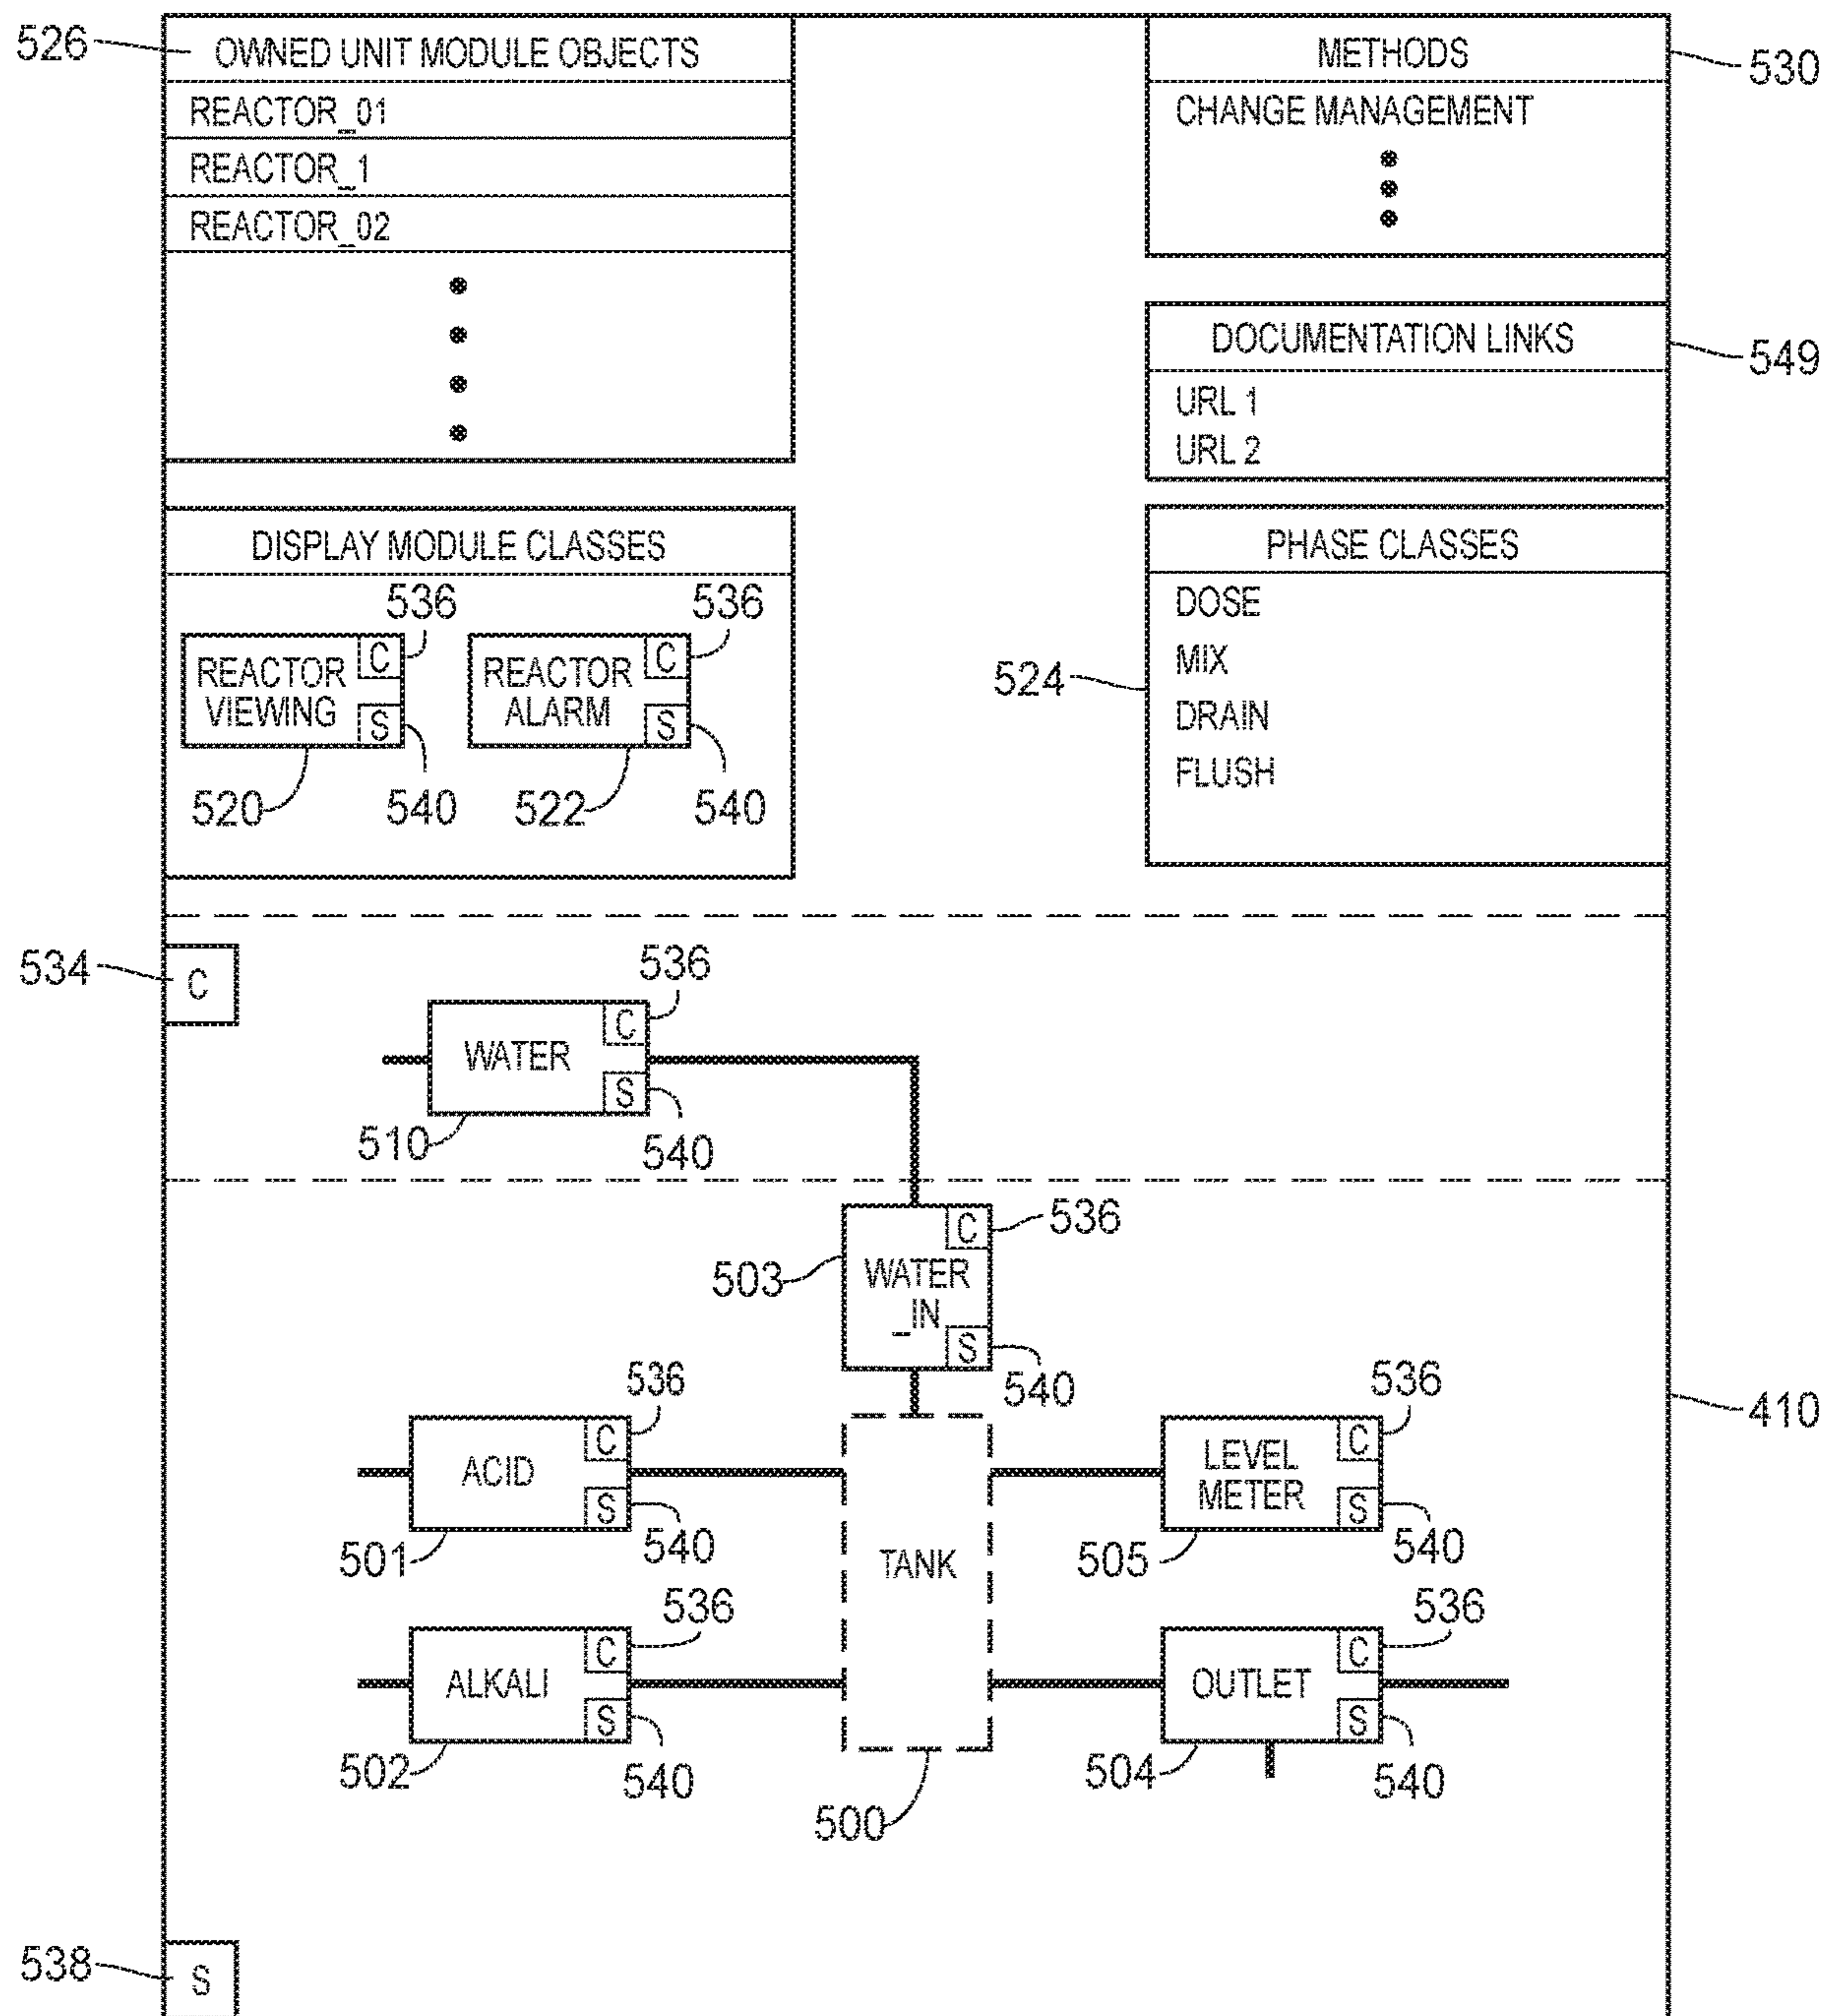 526
OWNED UNIT MODULE OBJECTS
REACTOR_01
REACTOR_1
REACTOR_02
METHODS
530
CHANGE MANAGEMENT
DOCUMENTATION LINKS
549
URL 1
URL 2
DISPLAY MODULE CLASSES
536
536
REACTOR
VIEWING
C
S
REACTOR
ALARM
C
S
520
540
522
540
PHASE CLASSES
DOSE
MIX
DRAIN
FLUSH
524
534
C
536
WATER
C
S
510
540
536
503
WATER
_IN
C
S
540
536
536
410
ACID
C
S
LEVEL
METER
C
S
501
540
TANK
505
540
536
536
ALKALI
C
S
OUTLET
C
S
502
540
500
504
540
538
S